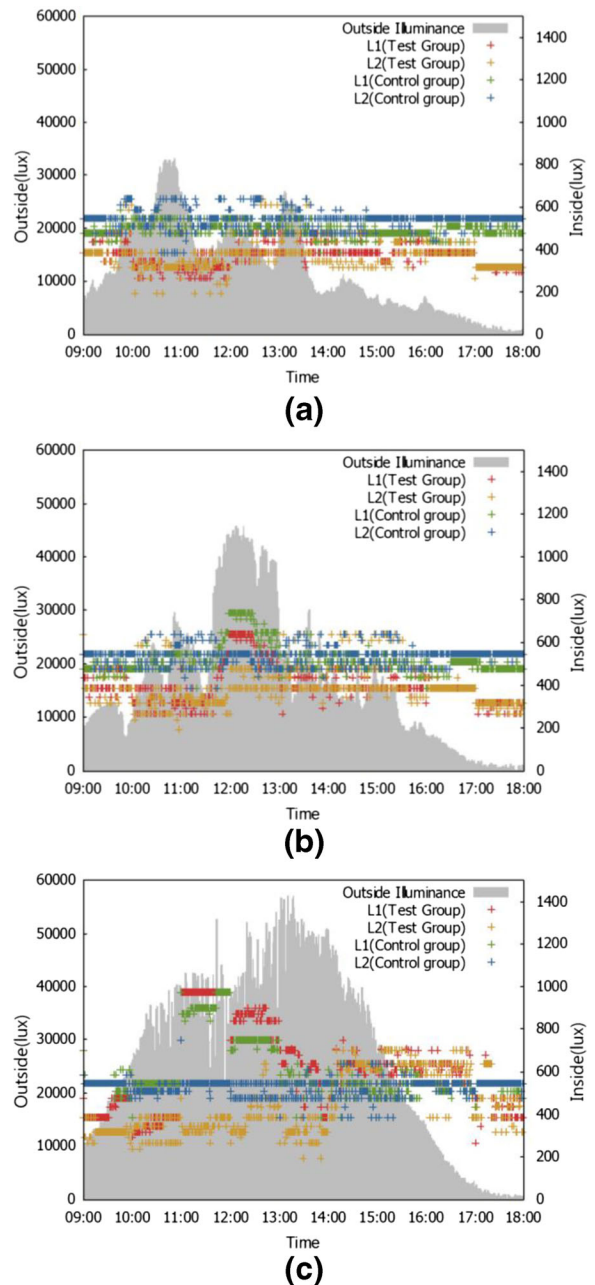 60000
50000
40000
30000
20000
10000
0
Outside(lux)
Outside Illuminance
L1(Test Group)
L2(Test Group)
L1(Control group)
L2(Control group)
1400
1200
1000
800
600
400
200
0
Inside(lux)
09:00 10:00 11:00 12:00 13:00 14:00 15:00 16:00 17:00 18:00
Time
(a)
60000
50000
40000
30000
20000
10000
0
Outside(lux)
Outside Illuminance
L1(Test Group)
L2(Test Group)
L1(Control group)
L2(Control group)
1400
1200
1000
800
600
400
200
0
Inside(lux)
09:00 10:00 11:00 12:00 13:00 14:00 15:00 16:00 17:00 18:00
Time
(b)
60000
50000
40000
30000
20000
10000
0
Outside(lux)
Outside Illuminance
L1(Test Group)
L2(Test Group)
L1(Control group)
L2(Control group)
1400
1200
1000
800
600
400
200
0
Inside(lux)
09:00 10:00 11:00 12:00 13:00 14:00 15:00 16:00 17:00 18:00
Time
(c)